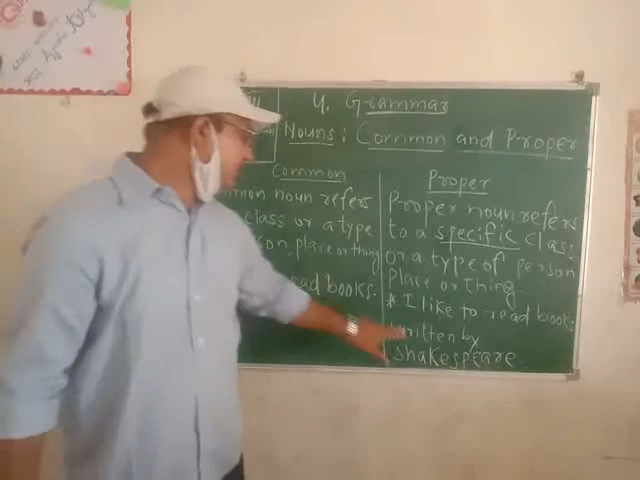 4. Grammar
Nouns: Common and Proper
Common
noun refers
class or a type
place or thing
read books.
Proper
Proper noun refers
to a specific class
or a type of person
Place or thing.
* I like to read books
written by
Shakespeare